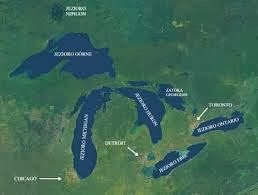 JEZIORO
NIPIGON
JEZIORO GÓRNE
JEZIORO MICHIGAN
JEZIORO HURON
ZATOKA
GEORGIAN
TORONTO
JEZIORO ONTARIO
DETROIT
JEZIORO ERIE
CHICAGO